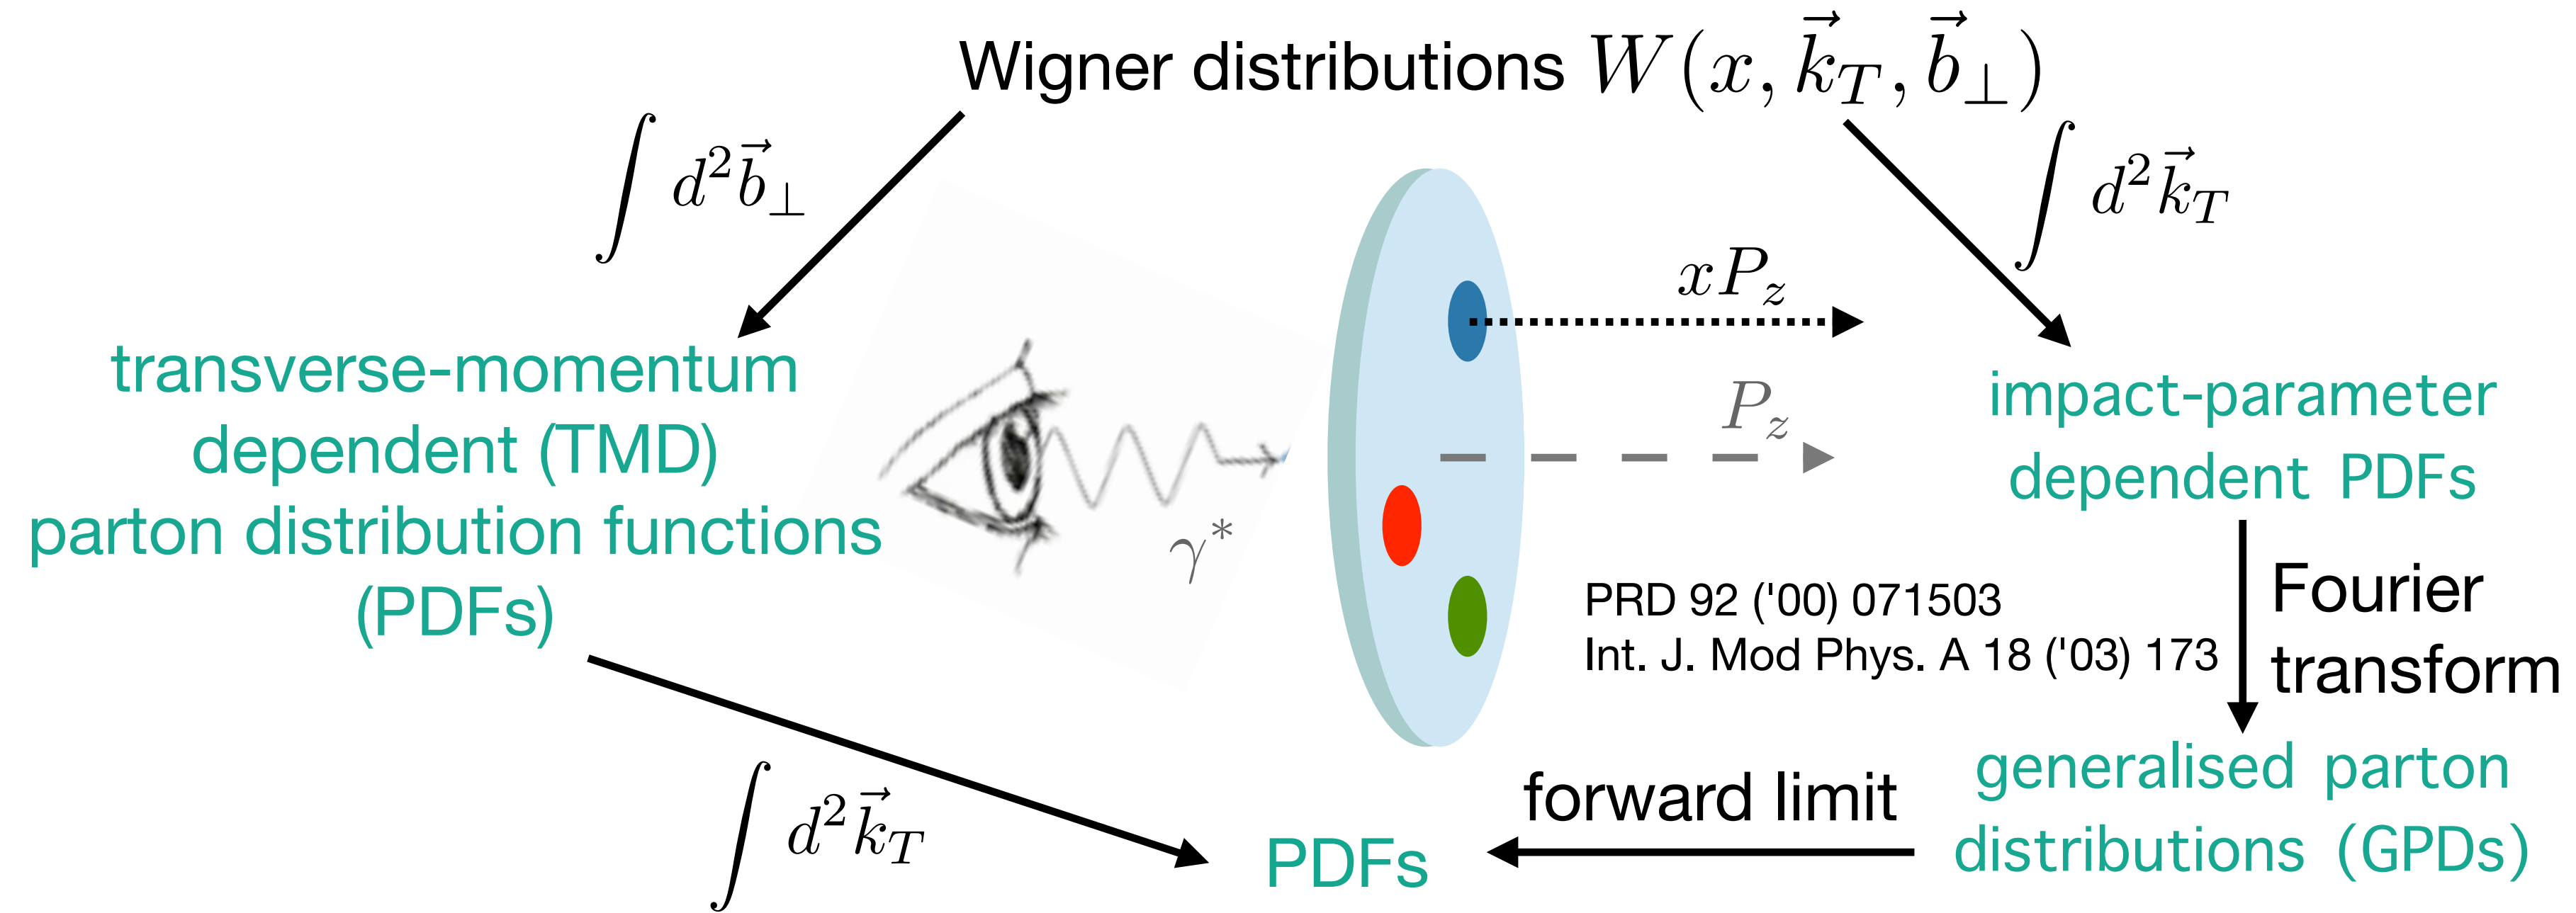 Wigner distributions $W(x, \vec{k}_T, \vec{b}_\perp)$
$\int d^2\vec{b}_\perp$
$\int d^2\vec{k}_T$
$xP_z$
$P_z$
transverse-momentum
dependent (TMD)
parton distribution functions
(PDFs)
$\gamma^*$
impact-parameter
dependent PDFs
PRD 92 ('00) 071503
Int. J. Mod Phys. A 18 ('03) 173
Fourier
transform
generalised parton
distributions (GPDs)
forward limit
$\int d^2\vec{k}_T$
PDFs